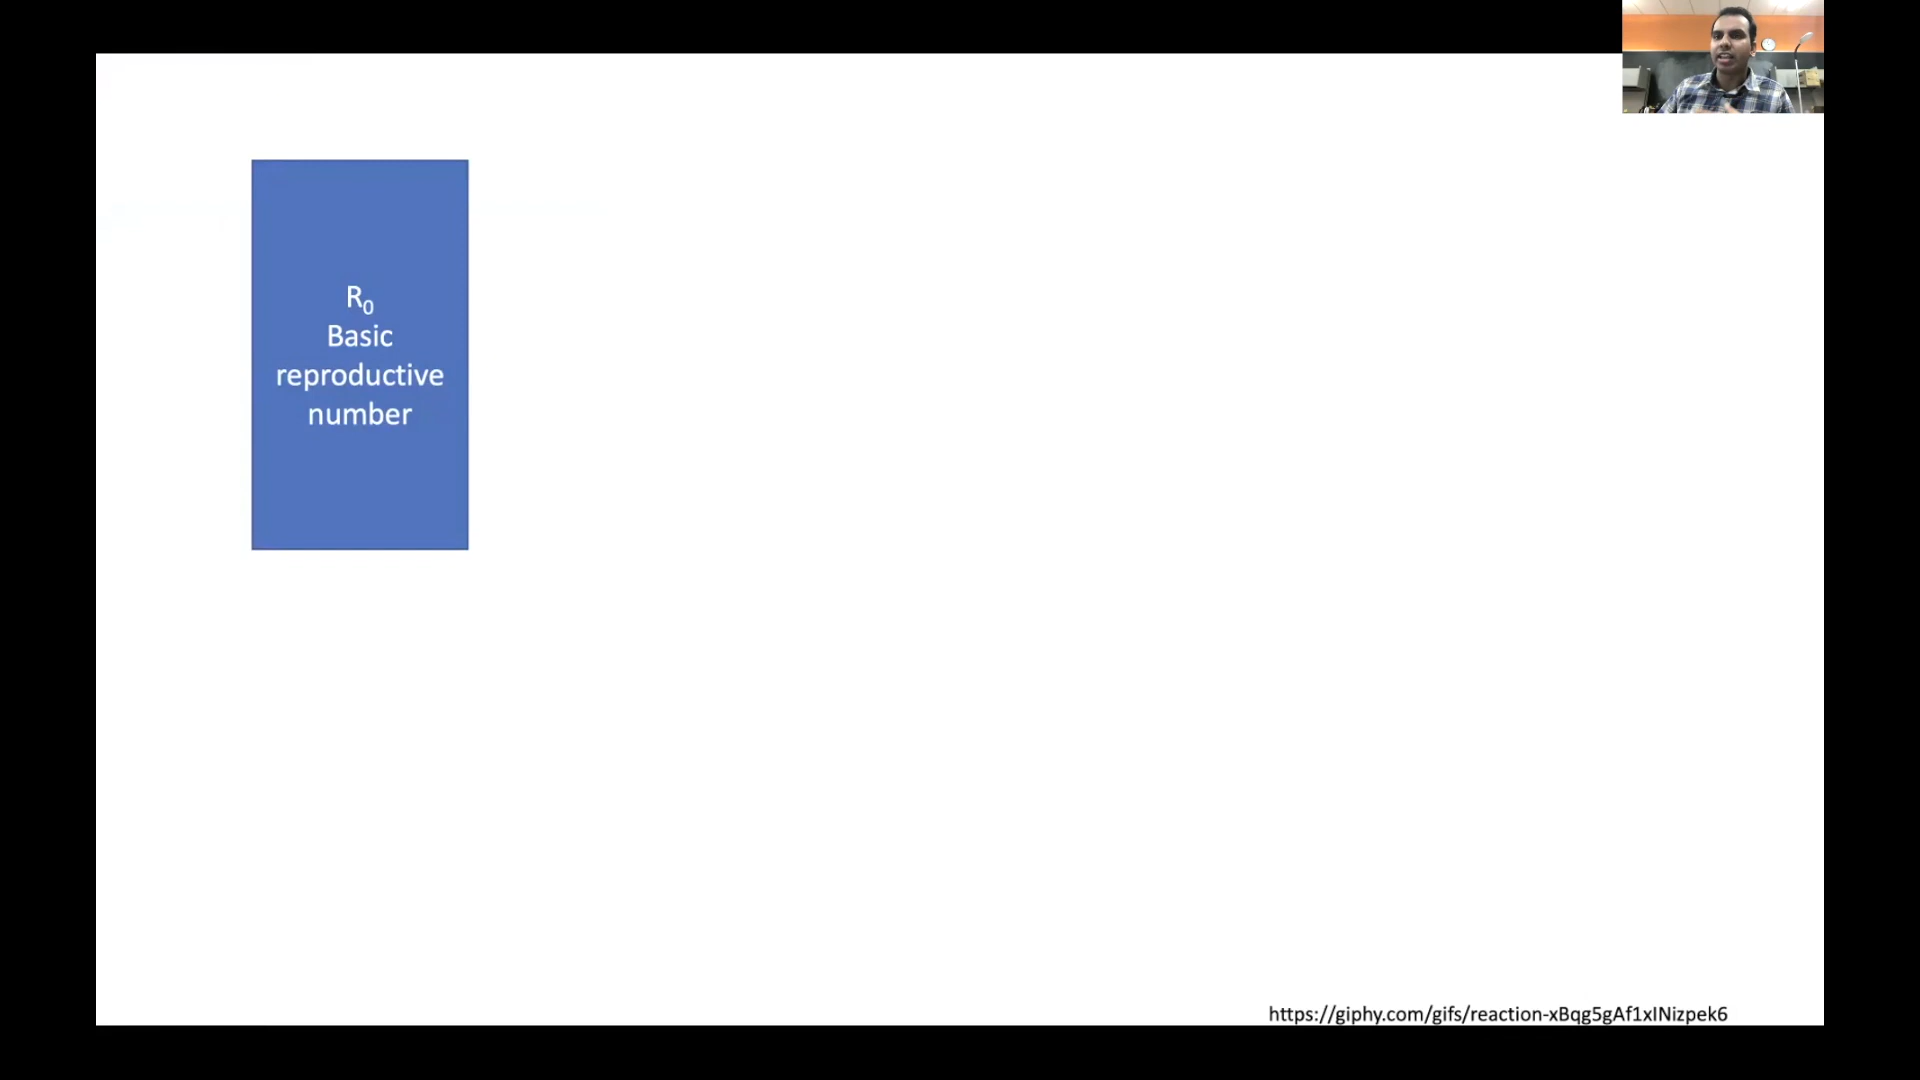 R₀
Basic
reproductive
number
https://giphy.com/gifs/reaction-xBqg5gAf1xINizpek6